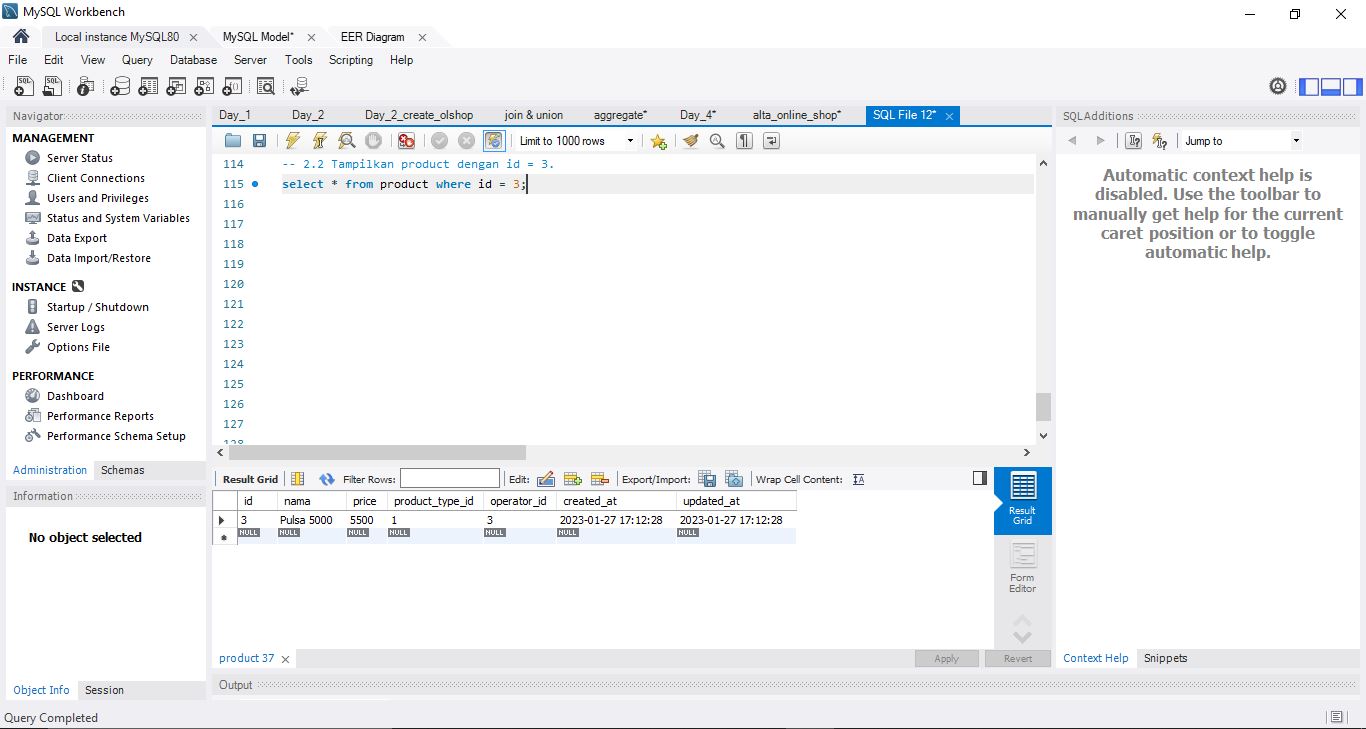 MySQL Workbench
Local instance MySQL80 MySQL Model* EER Diagram
File Edit View Query Database Server Tools Scripting Help
Navigator
MANAGEMENT
Server Status
Client Connections
Users and Privileges
Status and System Variables
Data Export
Data Import/Restore
INSTANCE
Startup / Shutdown
Server Logs
Options File
PERFORMANCE
Dashboard
Performance Reports
Performance Schema Setup
Administration Schemas
Information
No object selected
Object Info Session
Day_1 Day_2 Day_2_create_olshop join & union aggregate* Day_4* alta_online_shop* SQL File 12*
Limit to 1000 rows
114 -- 2.2 Tampilkan product dengan id = 3.
115 select * from product where id = 3;
116
117
118
119
120
121
122
123
124
125
126
127
128
Result Grid Filter Rows: Edit: Export/Import: Wrap Cell Content:
id nama price product_type_id operator_id created_at updated_at
3 Pulsa 5000 5500 1 3 2023-01-27 17:12:28 2023-01-27 17:12:28
NULL NULL NULL NULL NULL NULL NULL
Result Grid
Form Editor
product 37 Apply Revert
Output
SQLAdditions
Jump to
Automatic context help is
disabled. Use the toolbar to
manually get help for the current
caret position or to toggle
automatic help.
Context Help Snippets
Query Completed